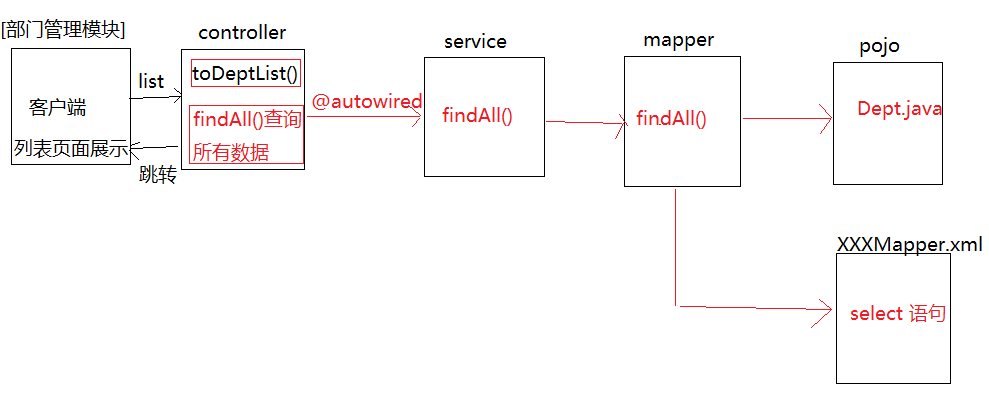 [部门管理模块]
controller
service
mapper
pojo
客户端
列表页面展示
list
跳转
toDeptList()
findAll()查询
所有数据
@autowired
findAll()
findAll()
Dept.java
XXXMapper.xml
select 语句